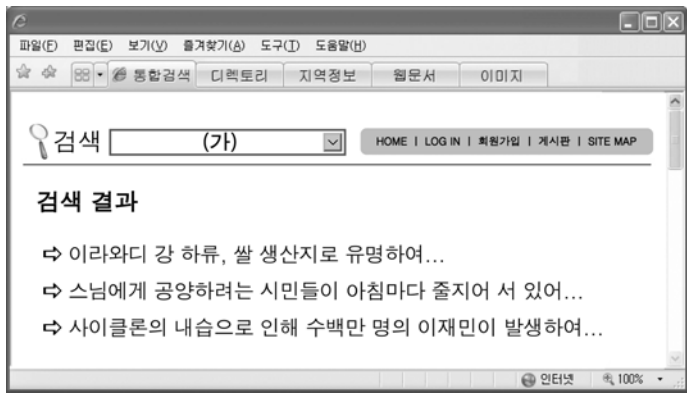 파일(F) 편집(E) 보기(V) 즐겨찾기(A) 도구(T) 도움말(H)
통합검색 디렉토리 지역정보 웹문서 이미지
검색 (가) HOME | LOG IN | 회원가입 | 게시판 | SITE MAP
검색 결과
⇨ 이라와디 강 하류, 쌀 생산지로 유명하여…
⇨ 스님에게 공양하려는 시민들이 아침마다 줄지어 서 있어…
⇨ 사이클론의 내습으로 인해 수백만 명의 이재민이 발생하여…
인터넷 100%